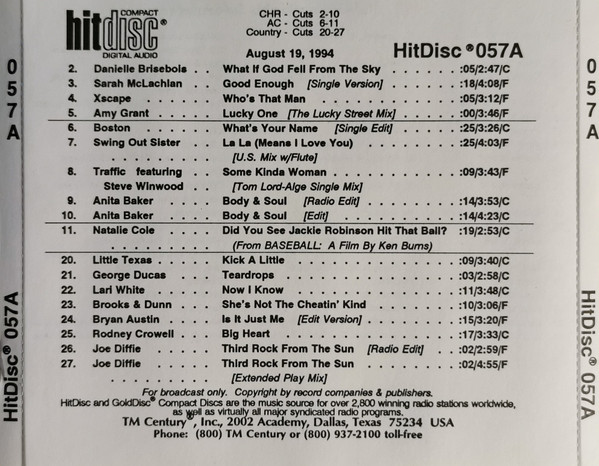 COMPACT
hitdisc®
DIGITAL AUDIO
CHR - Cuts 2-10
AC - Cuts 6-11
Country - Cuts 20-27
August 19, 1994
HitDisc ® 057A
2. Danielle Brisebois . . What If God Fell From The Sky . . . . . . :05/2:47/C
3. Sarah McLachlan . . Good Enough [Single Version] . . . . . . . :18/4:08/F
4. Xscape . . . . . . . Who's That Man . . . . . . . . . . . . . . :05/3:12/F
5. Amy Grant . . . . . Lucky One [The Lucky Street Mix] . . . . . :00/3:46/F
6. Boston . . . . . . . What's Your Name [Single Edit] . . . . . . :25/3:26/C
7. Swing Out Sister . . La La (Means I Love You) . . . . . . . . . :25/4:03/F
. . . . . . . . . [U.S. Mix w/Flute]
8. Traffic featuring Some Kinda Woman . . . . . . . . . . . . :09/3:43/F
Steve Winwood . . [Tom Lord-Alge Single Mix]
9. Anita Baker . . . . Body & Soul [Radio Edit] . . . . . . . . . :14/3:53/C
10. Anita Baker . . . . Body & Soul [Edit] . . . . . . . . . . . . :14/4:23/C
11. Natalie Cole . . . . Did You See Jackie Robinson Hit That Ball? :19/2:53/C
. . . . . . . . . (From BASEBALL: A Film By Ken Burns)
20. Little Texas . . . . . Kick A Little . . . . . . . . . . . . . . . :09/3:40/C
21. George Ducas . . . Teardrops . . . . . . . . . . . . . . . . :03/2:58/C
22. Lari White . . . . . Now I Know . . . . . . . . . . . . . . . :11/3:48/C
23. Brooks & Dunn . . . She's Not The Cheatin' Kind . . . . . . . . :10/3:06/F
24. Bryan Austin . . . . Is It Just Me [Edit Version] . . . . . . . . :15/3:20/F
25. Rodney Crowell . . . Big Heart . . . . . . . . . . . . . . . . :17/3:33/C
26. Joe Diffie . . . . . Third Rock From The Sun [Radio Edit] . . . :02/2:59/F
27. Joe Diffie . . . . . Third Rock From The Sun . . . . . . . . . :02/4:55/F
. . . . . . . . . [Extended Play Mix]
For broadcast only. Copyright by record companies & publishers.
HitDisc and GoldDisc® Compact Discs are the music source for over 2,800 winning radio stations worldwide,
as well as virtually all major syndicated radio programs.
TM Century®, Inc., 2002 Academy, Dallas, Texas 75234 USA
Phone: (800) TM Century or (800) 937-2100 toll-free
057A
HitDisc® 057A
057A
HitDisc® 057A